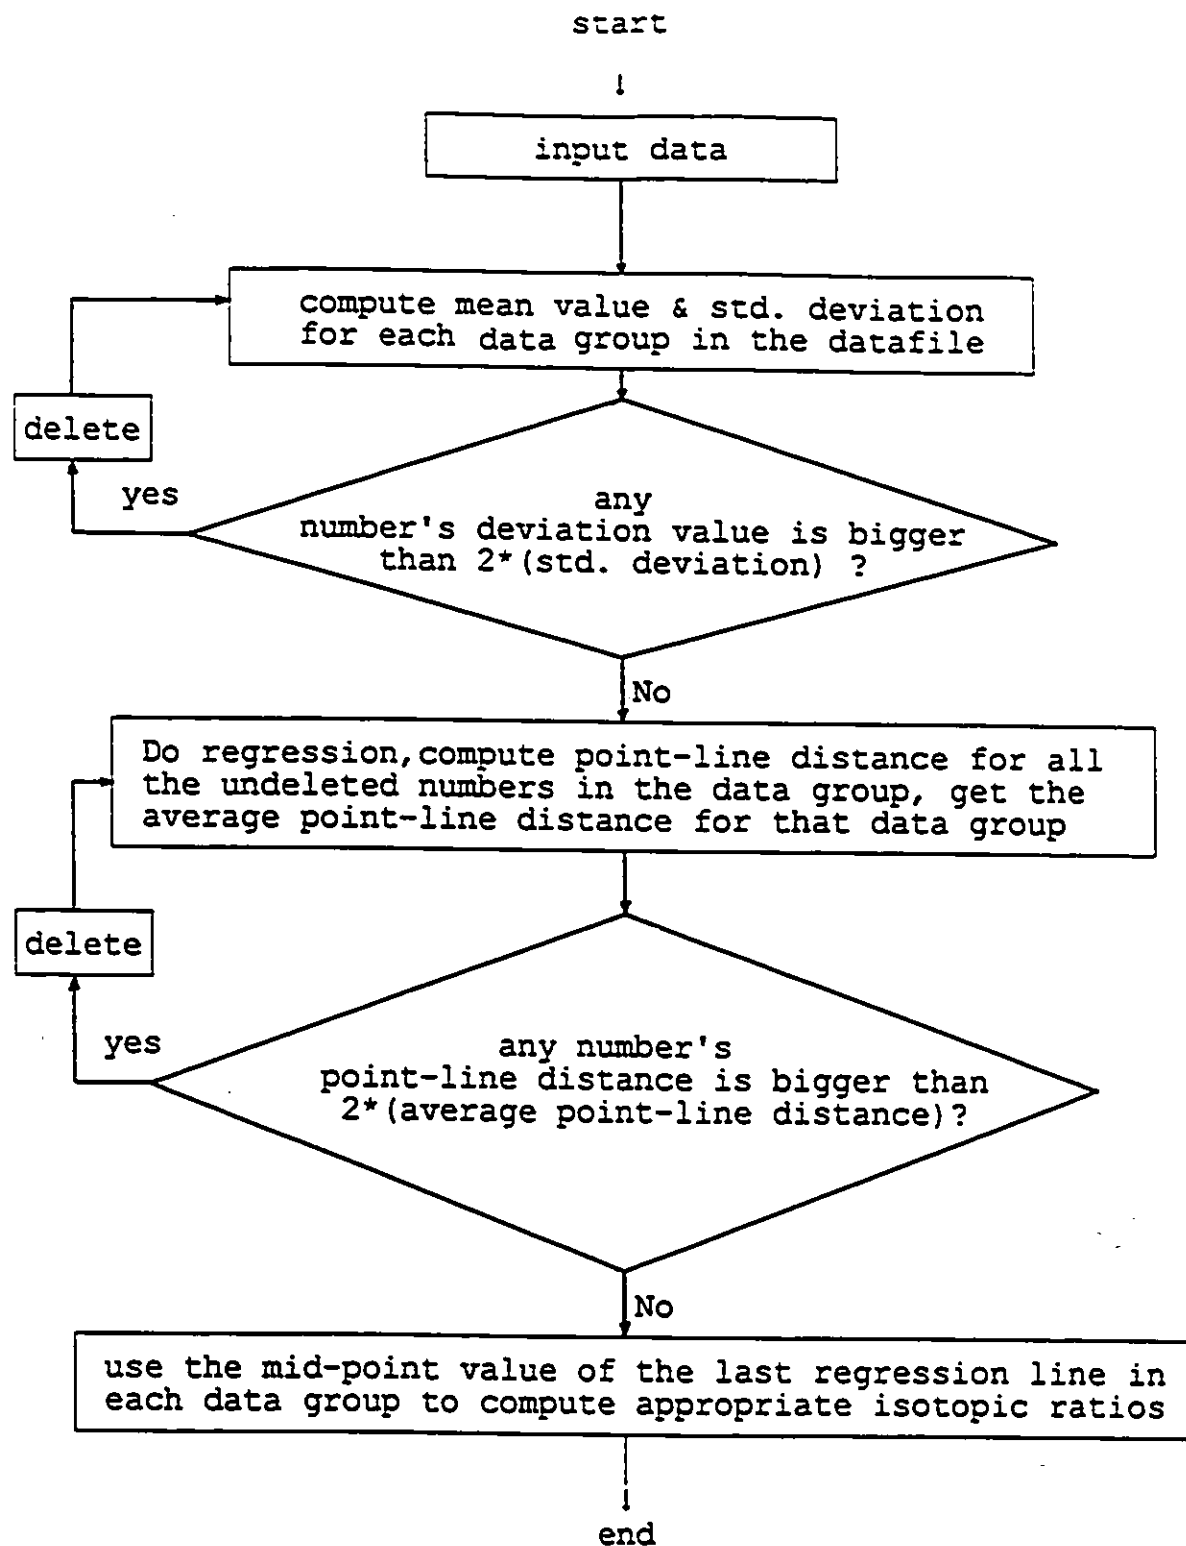 start
input data
compute mean value & std. deviation
for each data group in the datafile
delete
yes
any
number's deviation value is bigger
than 2*(std. deviation) ?
No
Do regression,compute point-line distance for all
the undeleted numbers in the data group, get the
average point-line distance for that data group
delete
yes
any number's
point-line distance is bigger than
2*(average point-line distance)?
No
use the mid-point value of the last regression line in
each data group to compute appropriate isotopic ratios
end